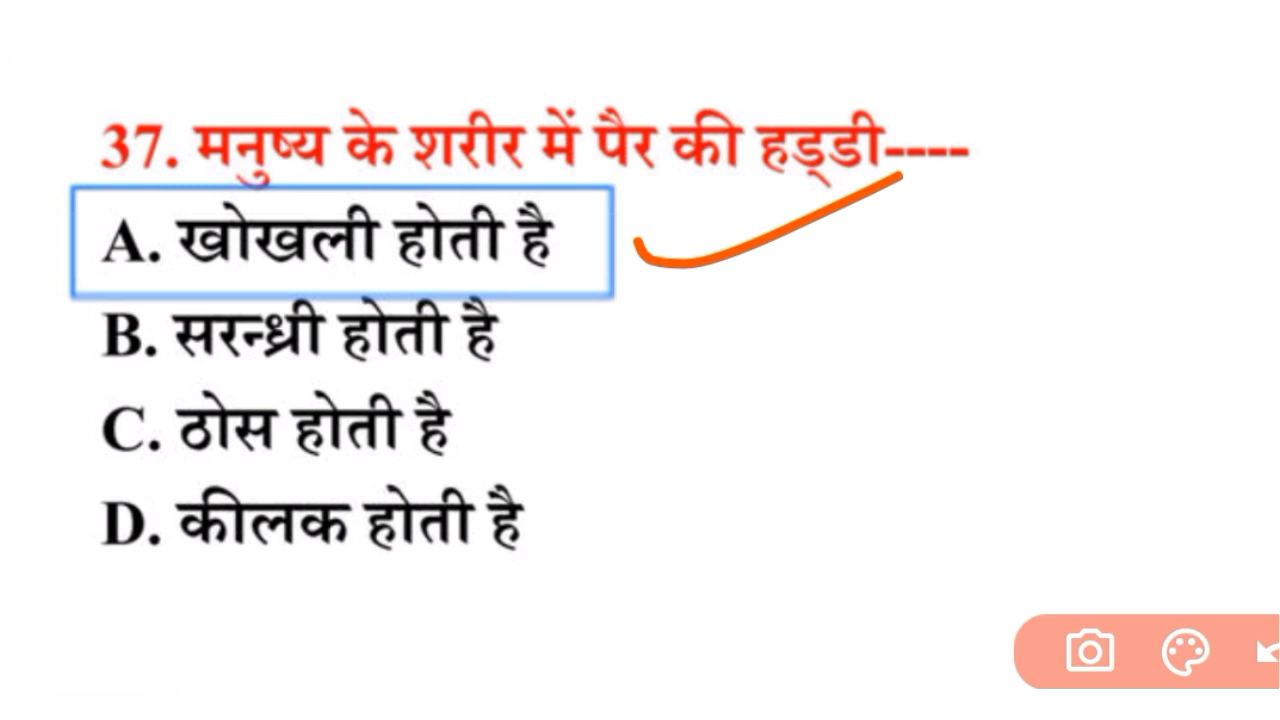 37. मनुष्य के शरीर में पैर की हड्डी----
A. खोखली होती है
B. सरन्ध्री होती है
C. ठोस होती है
D. कीलक होती है